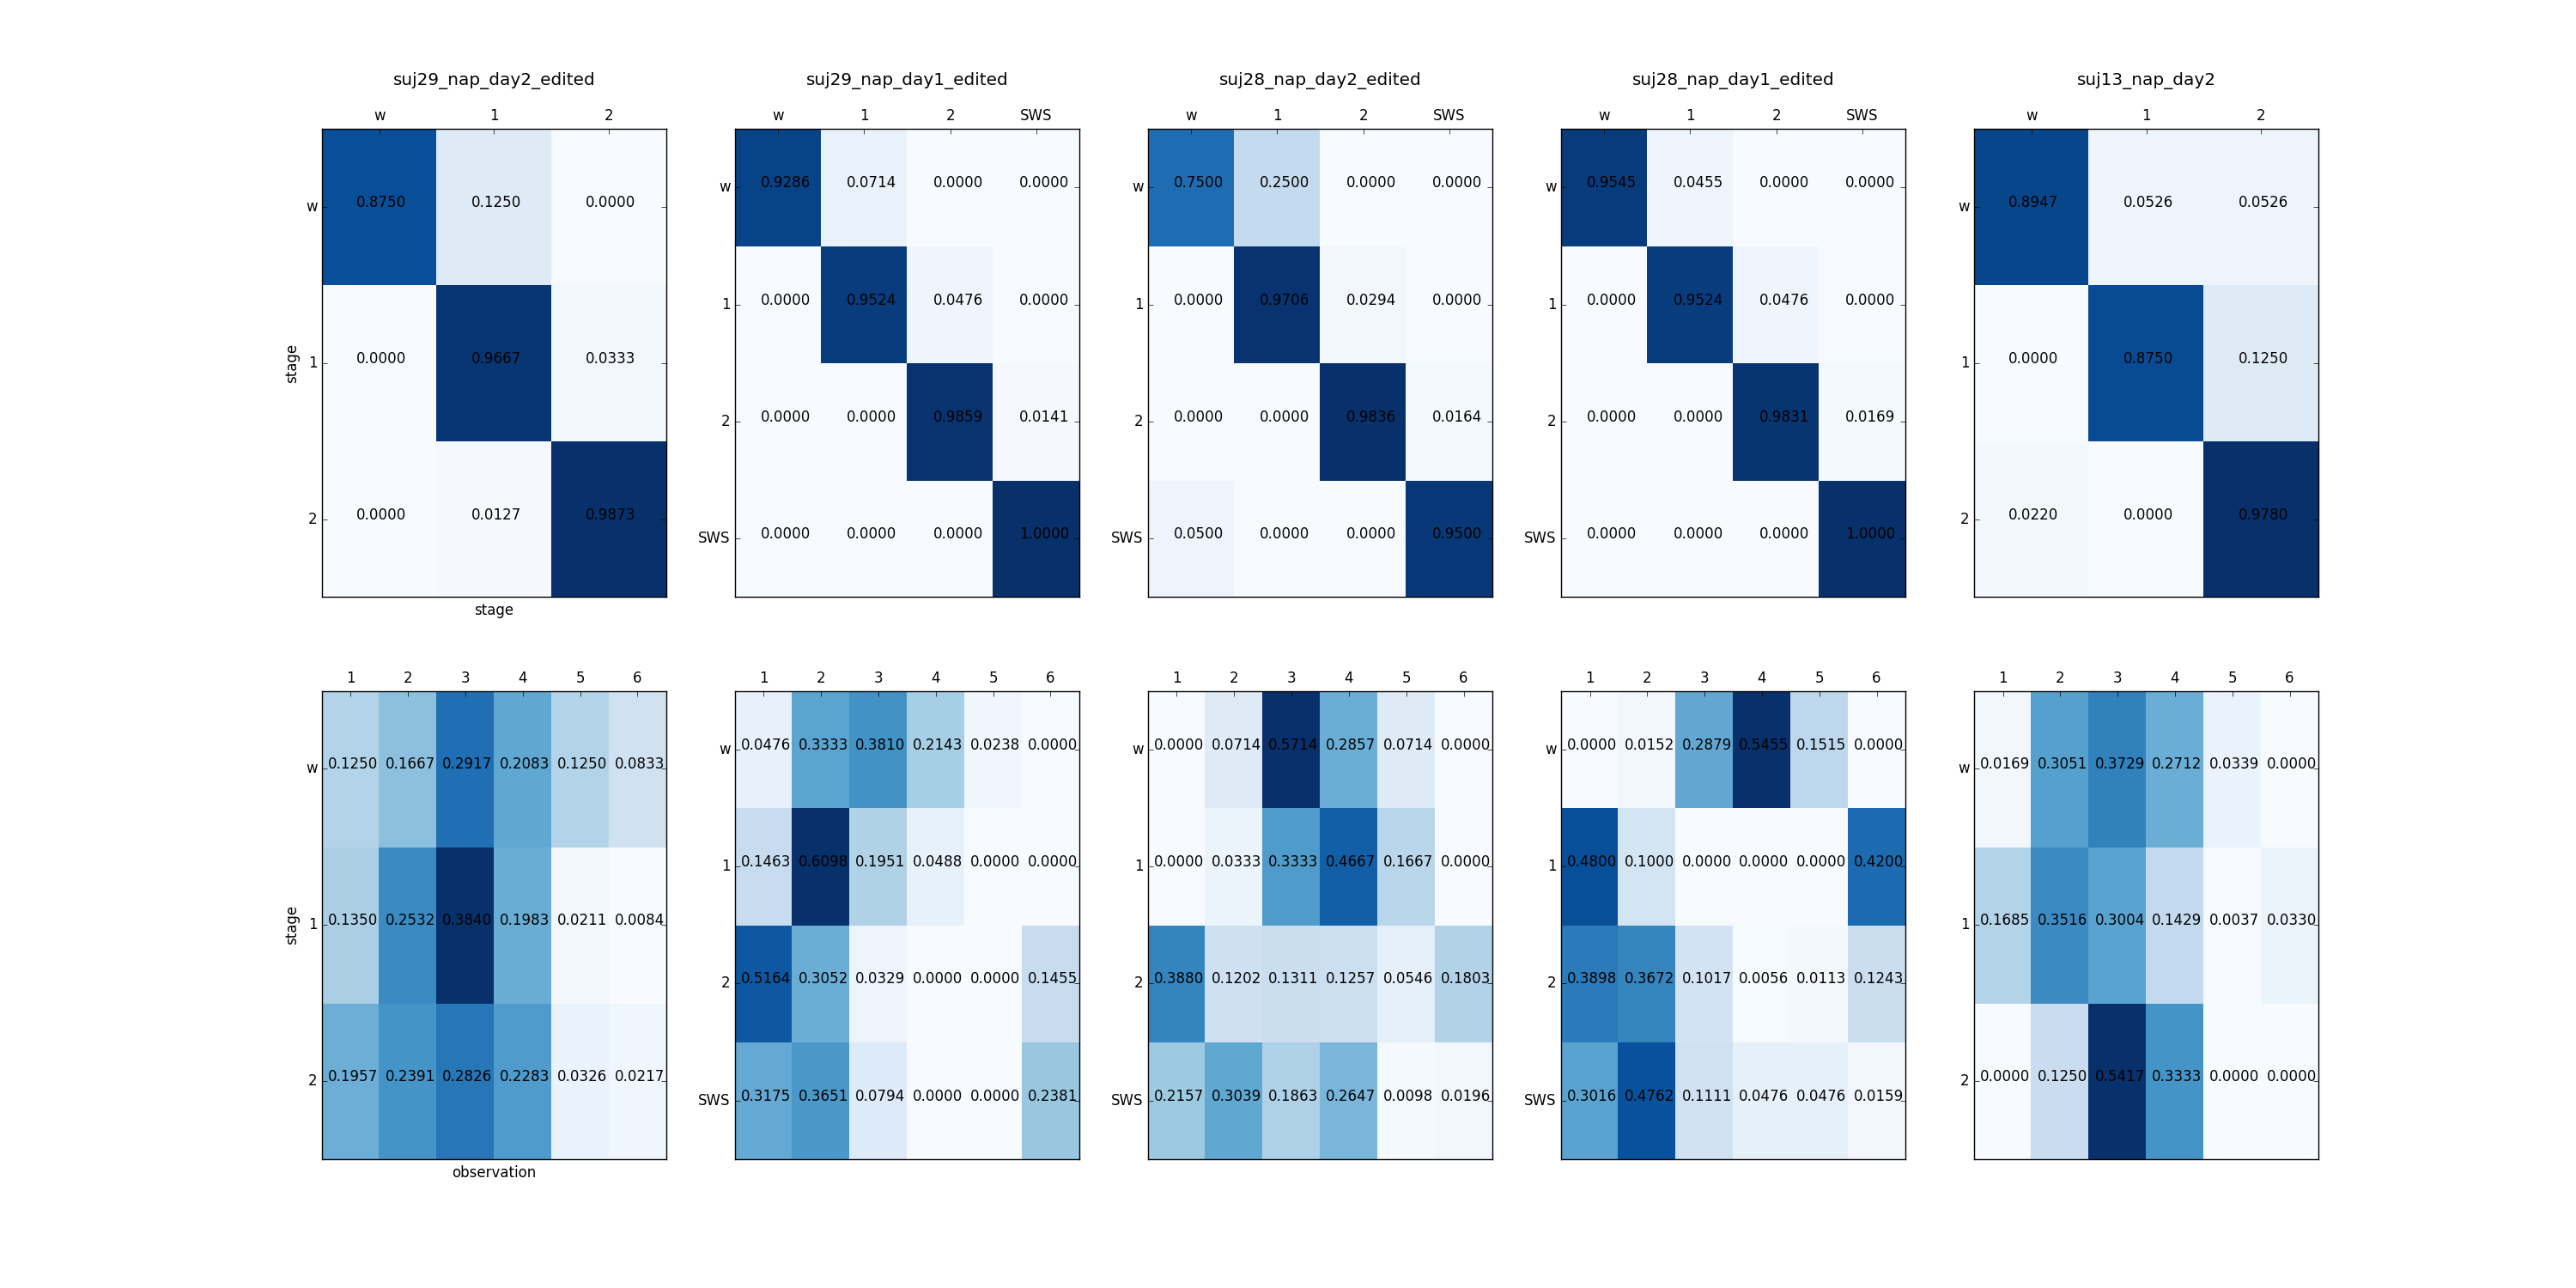 suj29_nap_day2_edited suj29_nap_day1_edited suj28_nap_day2_edited suj28_nap_day1_edited suj13_nap_day2
w 1 2 w 1 2 SWS w 1 2 SWS w 1 2 SWS w 1 2
w 0.9286 0.0714 0.0000 0.0000 w 0.7500 0.2500 0.0000 0.0000 w 0.9545 0.0455 0.0000 0.0000
w 0.8750 0.1250 0.0000 w 0.8947 0.0526 0.0526
1 0.0000 0.9524 0.0476 0.0000 1 0.0000 0.9706 0.0294 0.0000 1 0.0000 0.9524 0.0476 0.0000
stage 1 0.0000 0.9667 0.0333 1 0.0000 0.8750 0.1250
2 0.0000 0.0000 0.9859 0.0141 2 0.0000 0.0000 0.9836 0.0164 2 0.0000 0.0000 0.9831 0.0169
2 0.0000 0.0127 0.9873 2 0.0220 0.0000 0.9780
SWS 0.0000 0.0000 0.0000 1.0000 SWS 0.0500 0.0000 0.0000 0.9500 SWS 0.0000 0.0000 0.0000 1.0000
stage
1 2 3 4 5 6 1 2 3 4 5 6 1 2 3 4 5 6 1 2 3 4 5 6 1 2 3 4 5 6
w 0.0476 0.3333 0.3810 0.2143 0.0238 0.0000 w 0.0000 0.0714 0.5714 0.2857 0.0714 0.0000 w 0.0000 0.0152 0.2879 0.5455 0.1515 0.0000
w 0.1250 0.1667 0.2917 0.2083 0.1250 0.0833 w 0.0169 0.3051 0.3729 0.2712 0.0339 0.0000
1 0.1463 0.6098 0.1951 0.0488 0.0000 0.0000 1 0.0000 0.0333 0.3333 0.4667 0.1667 0.0000 1 0.4800 0.1000 0.0000 0.0000 0.0000 0.4200
stage 1 0.1350 0.2532 0.3840 0.1983 0.0211 0.0084 1 0.1685 0.3516 0.3004 0.1429 0.0037 0.0330
2 0.5164 0.3052 0.0329 0.0000 0.0000 0.1455 2 0.3880 0.1202 0.1311 0.1257 0.0546 0.1803 2 0.3898 0.3672 0.1017 0.0056 0.0113 0.1243
2 0.1957 0.2391 0.2826 0.2283 0.0326 0.0217 2 0.0000 0.1250 0.5417 0.3333 0.0000 0.0000
SWS 0.3175 0.3651 0.0794 0.0000 0.0000 0.2381 SWS 0.2157 0.3039 0.1863 0.2647 0.0098 0.0196 SWS 0.3016 0.4762 0.1111 0.0476 0.0476 0.0159
observation